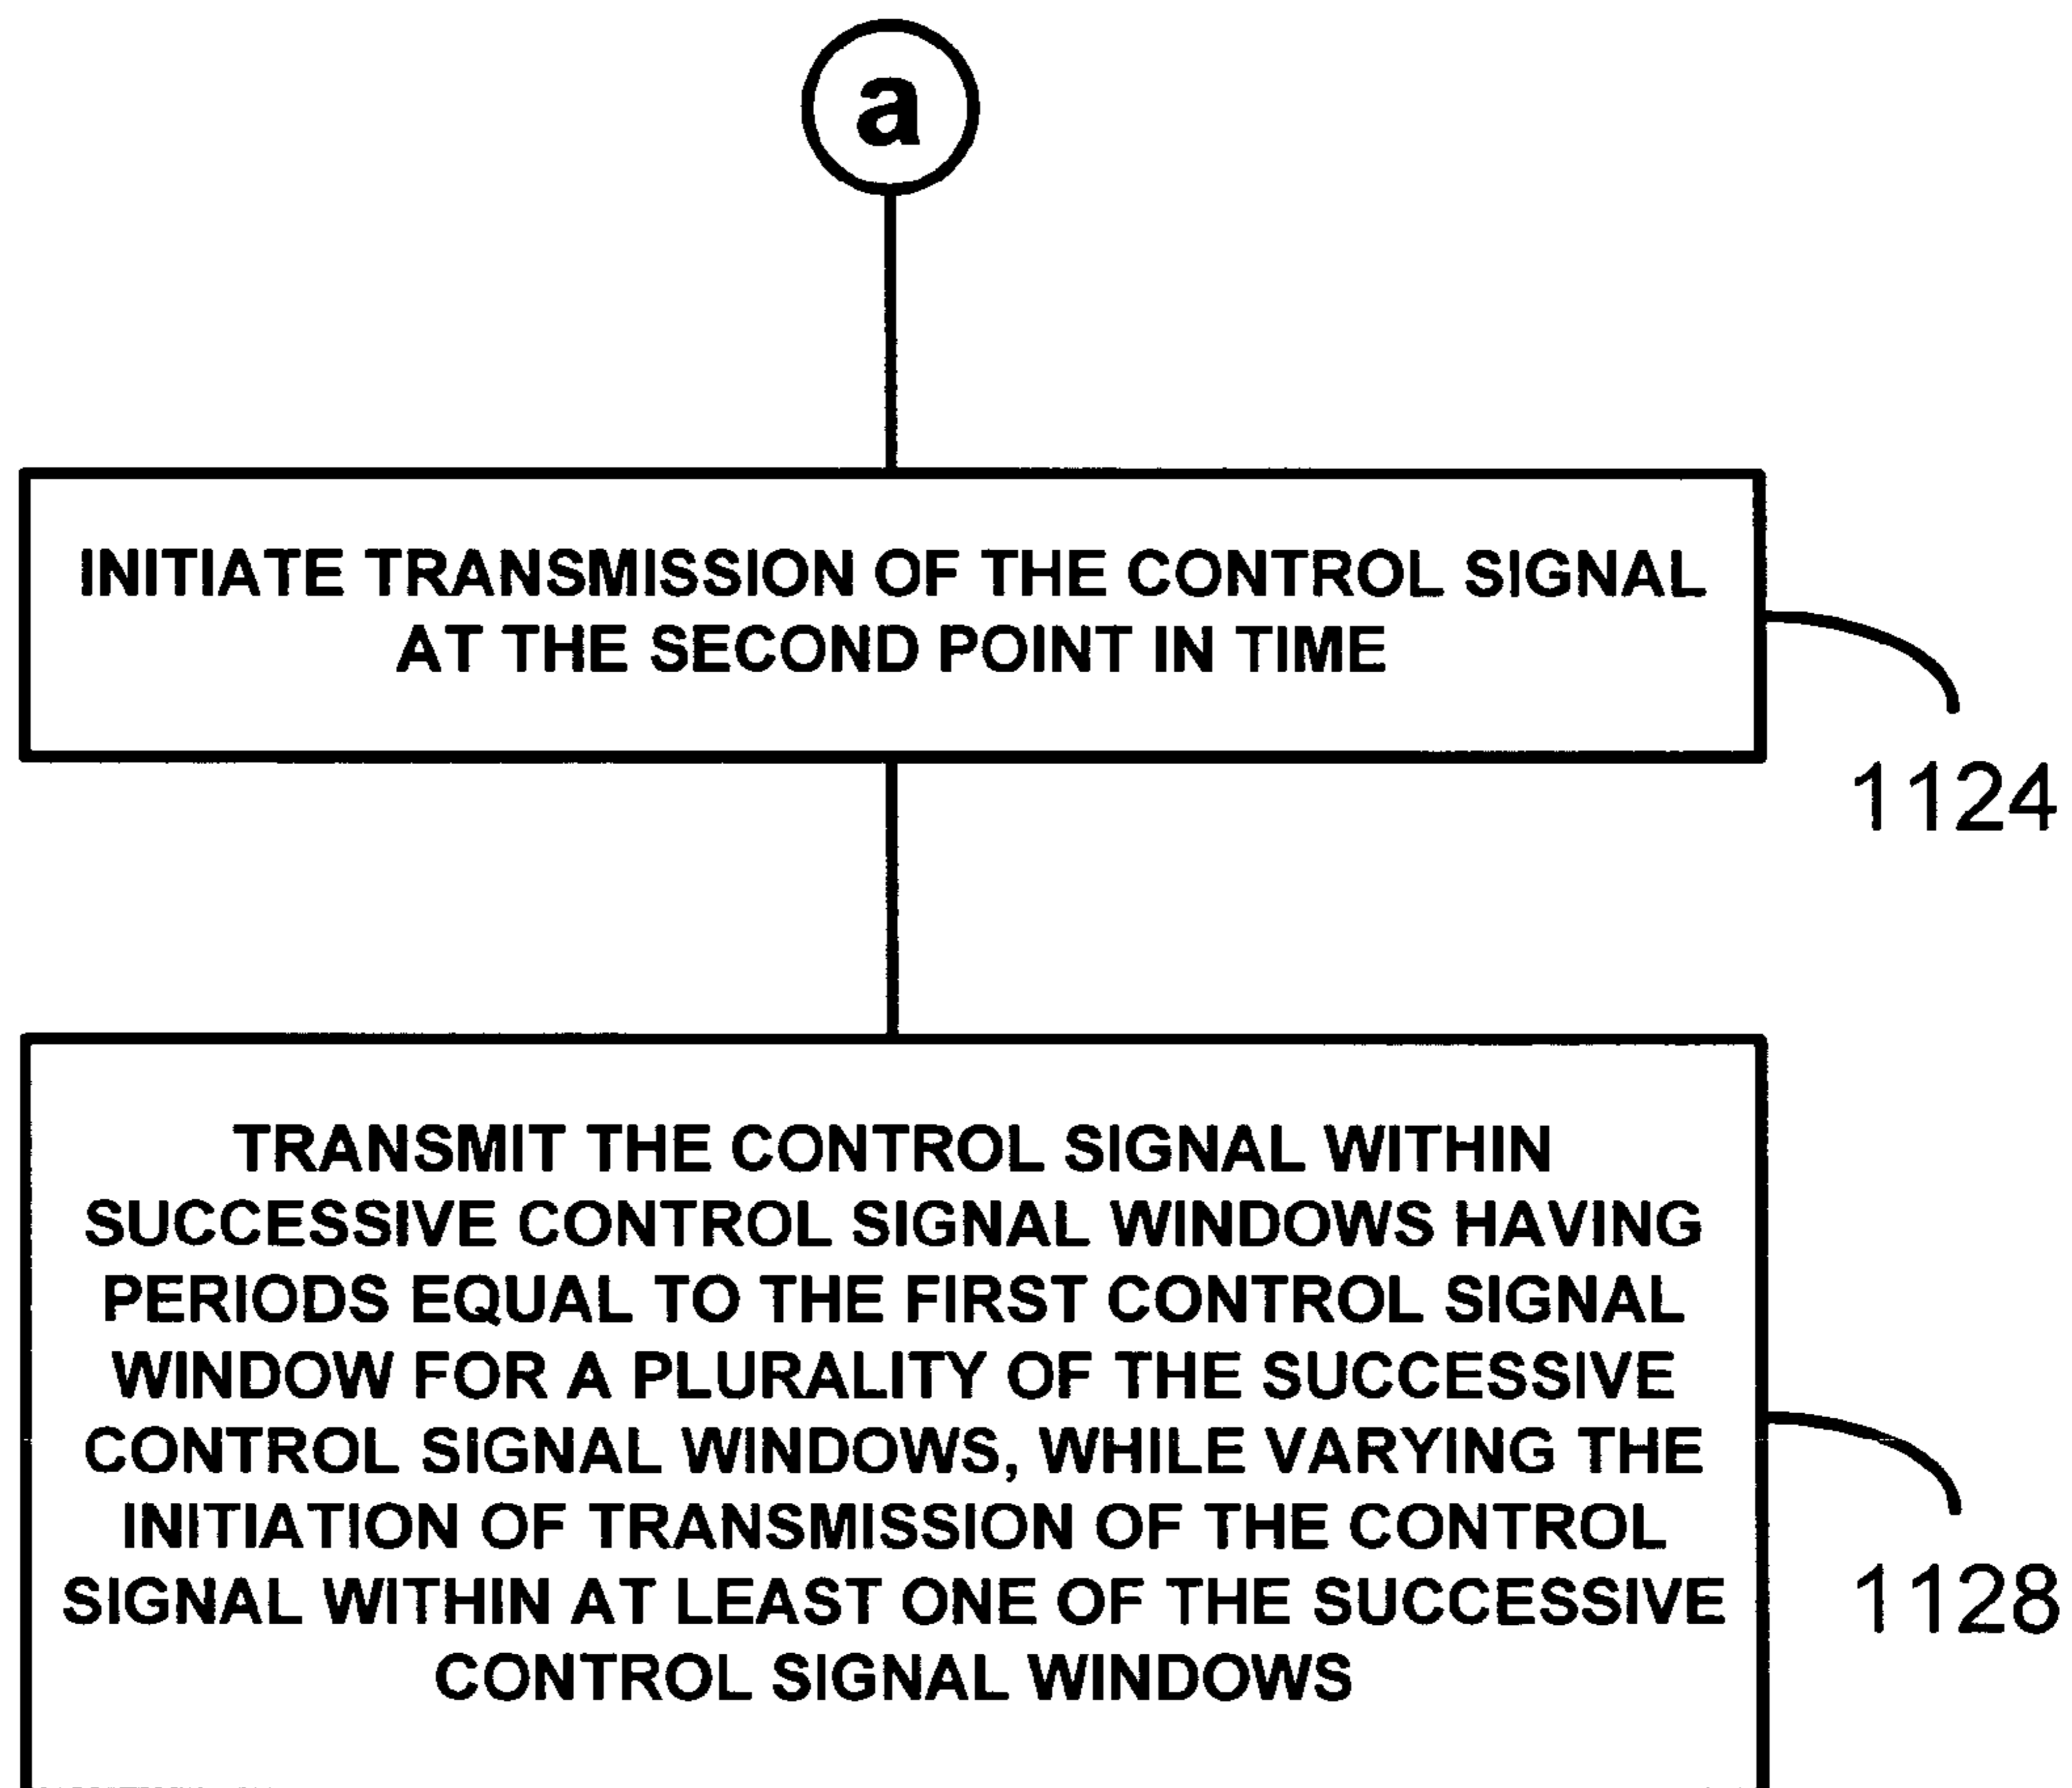 a
INITIATE TRANSMISSION OF THE CONTROL SIGNAL
AT THE SECOND POINT IN TIME
1124
TRANSMIT THE CONTROL SIGNAL WITHIN
SUCCESSIVE CONTROL SIGNAL WINDOWS HAVING
PERIODS EQUAL TO THE FIRST CONTROL SIGNAL
WINDOW FOR A PLURALITY OF THE SUCCESSIVE
CONTROL SIGNAL WINDOWS, WHILE VARYING THE
INITIATION OF TRANSMISSION OF THE CONTROL
SIGNAL WITHIN AT LEAST ONE OF THE SUCCESSIVE
CONTROL SIGNAL WINDOWS
1128